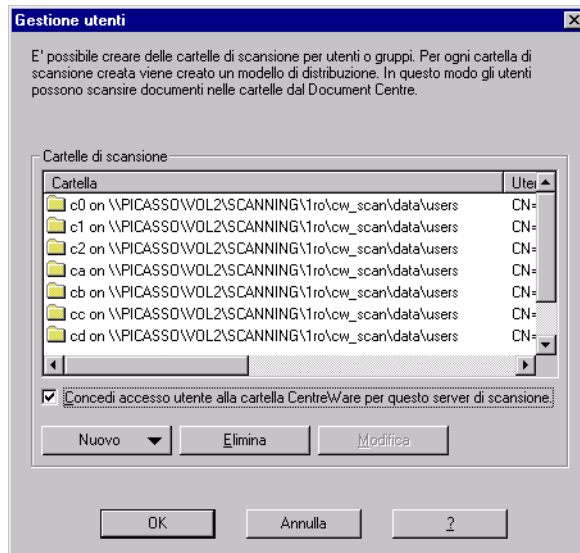 Gestione utenti
E' possibile creare delle cartelle di scansione per utenti o gruppi. Per ogni cartella di
scansione creata viene creato un modello di distribuzione. In questo modo gli utenti
possono scansire documenti nelle cartelle dal Document Centre.
Cartelle di scansione
Cartella Uter
c0 on \\PICASSO\VOL2\SCANNING\1ro\cw_scan\data\users CN=
c1 on \\PICASSO\VOL2\SCANNING\1ro\cw_scan\data\users CN=
c2 on \\PICASSO\VOL2\SCANNING\1ro\cw_scan\data\users CN=
ca on \\PICASSO\VOL2\SCANNING\1ro\cw_scan\data\users CN=
cb on \\PICASSO\VOL2\SCANNING\1ro\cw_scan\data\users CN=
cc on \\PICASSO\VOL2\SCANNING\1ro\cw_scan\data\users CN=
cd on \\PICASSO\VOL2\SCANNING\1ro\cw_scan\data\users CN=
Concedi accesso utente alla cartella CentreWare per questo server di scansione.
Nuovo Elimina Modifica
OK Annulla ?